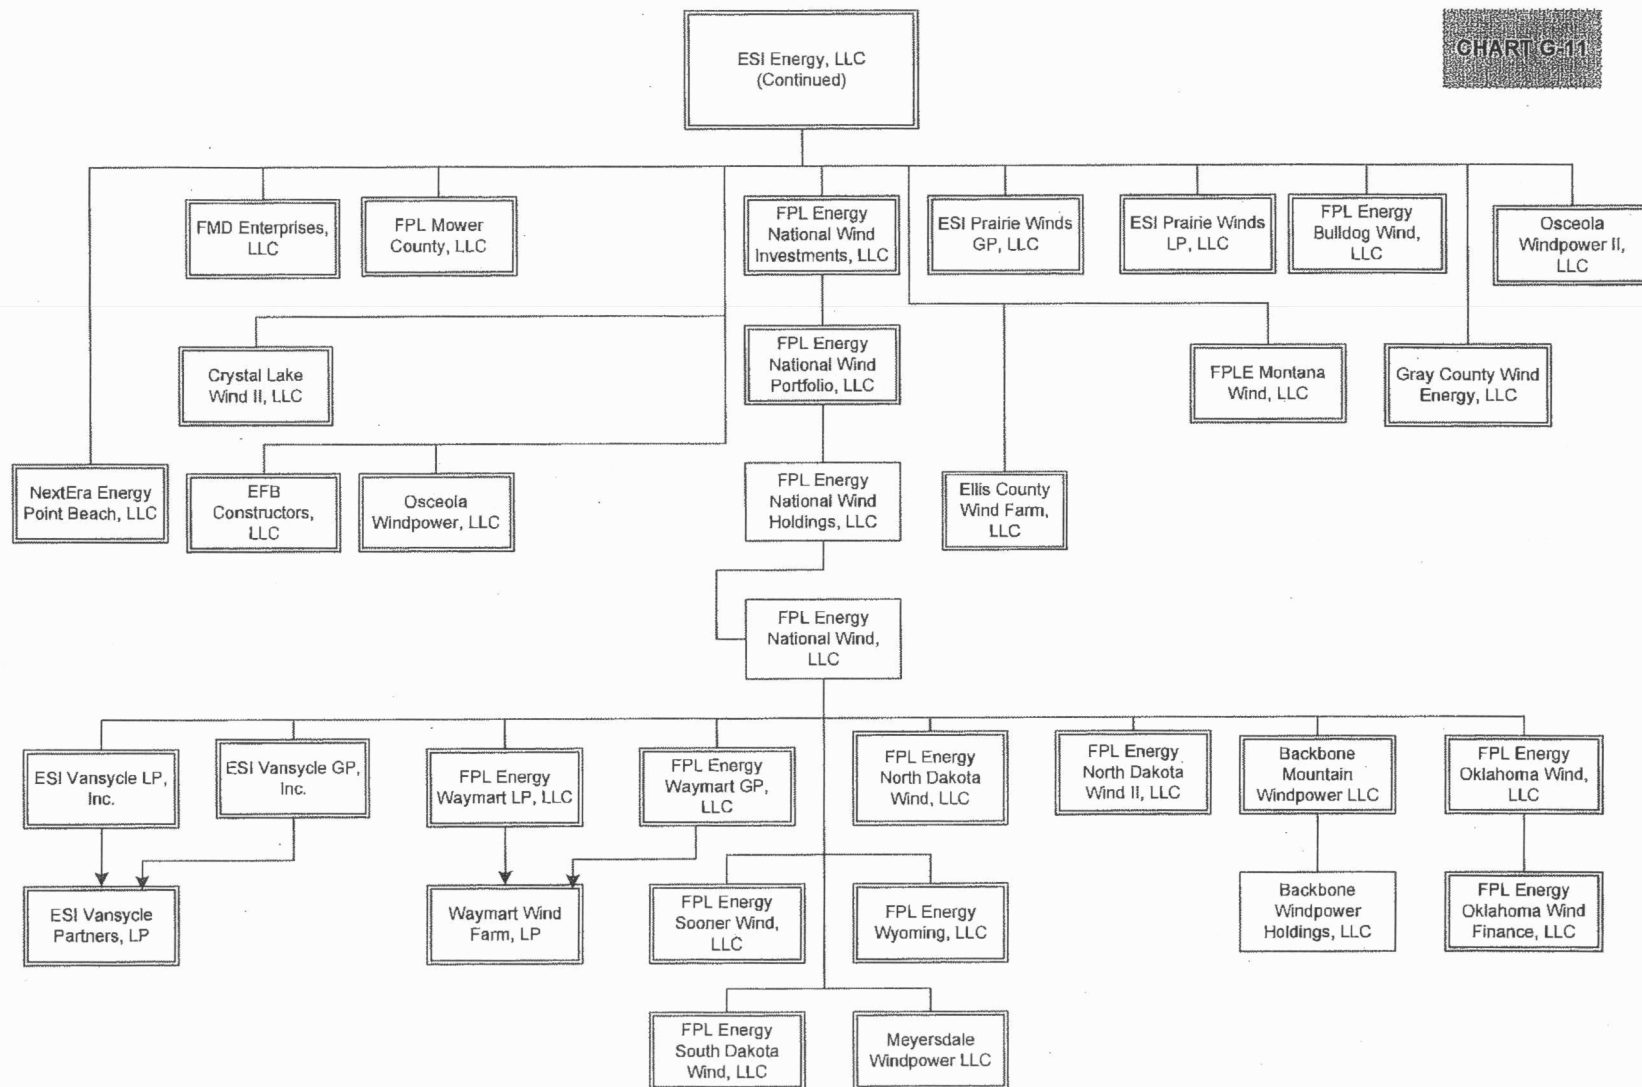 CHART G-11
ESI Energy, LLC
(Continued)
FMD Enterprises,
LLC
FPL Mower
County, LLC
FPL Energy
National Wind
Investments, LLC
ESI Prairie Winds
GP, LLC
ESI Prairie Winds
LP, LLC
FPL Energy
Bulldog Wind,
LLC
Osceola
Windpower II,
LLC
Crystal Lake
Wind II, LLC
FPL Energy
National Wind
Portfolio, LLC
FPLE Montana
Wind, LLC
Gray County Wind
Energy, LLC
NextEra Energy
Point Beach, LLC
EFB
Constructors,
LLC
Osceola
Windpower, LLC
FPL Energy
National Wind
Holdings, LLC
Ellis County
Wind Farm,
LLC
FPL Energy
National Wind,
LLC
ESI Vansycle LP,
Inc.
ESI Vansycle GP,
Inc.
FPL Energy
Waymart LP, LLC
FPL Energy
Waymart GP,
LLC
FPL Energy
North Dakota
Wind, LLC
FPL Energy
North Dakota
Wind II, LLC
Backbone
Mountain
Windpower LLC
FPL Energy
Oklahoma Wind,
LLC
ESI Vansycle
Partners, LP
Waymart Wind
Farm, LP
FPL Energy
Sooner Wind,
LLC
FPL Energy
Wyoming, LLC
Backbone
Windpower
Holdings, LLC
FPL Energy
Oklahoma Wind
Finance, LLC
FPL Energy
South Dakota
Wind, LLC
Meyersdale
Windpower LLC